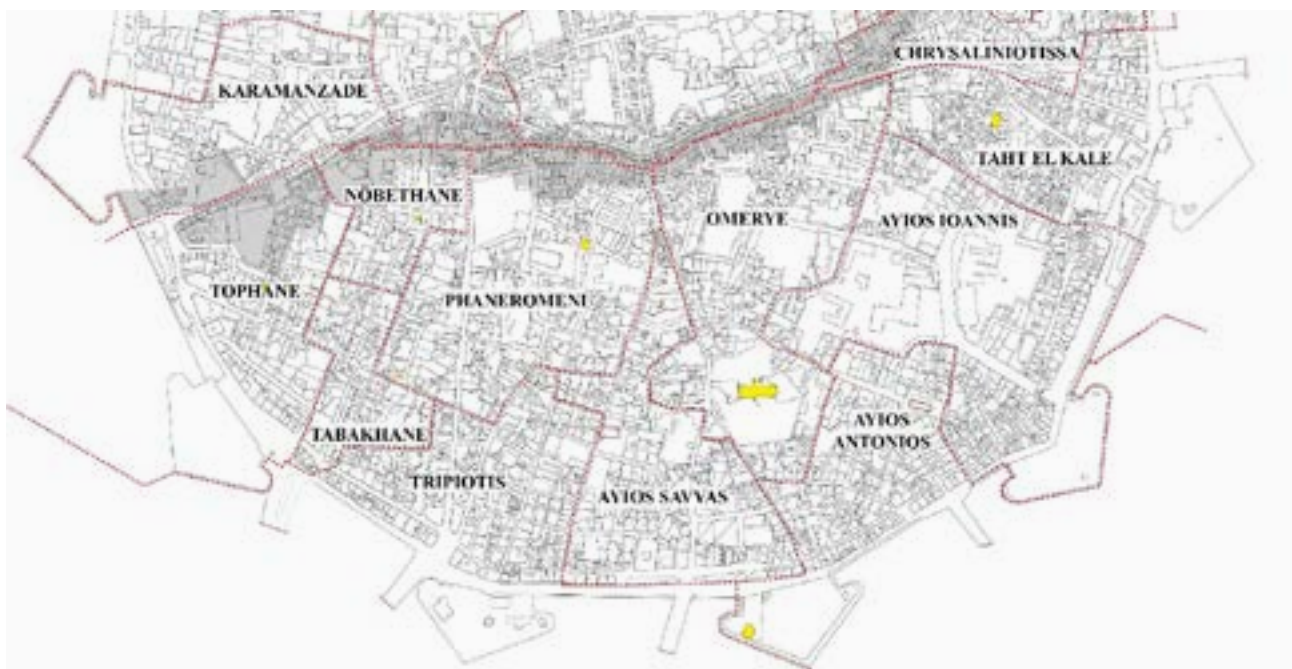 CHRYSALINIOTISSA
KARAMANZADE
TAHT EL KALE
NOBETHANE
OMERYE
AYIOS IOANNIS
TOPHANE
PHANEROMENI
AYIOS
ANTONIOS
TABAKHANE
TRIPIOTIS
AYIOS SAVVAS